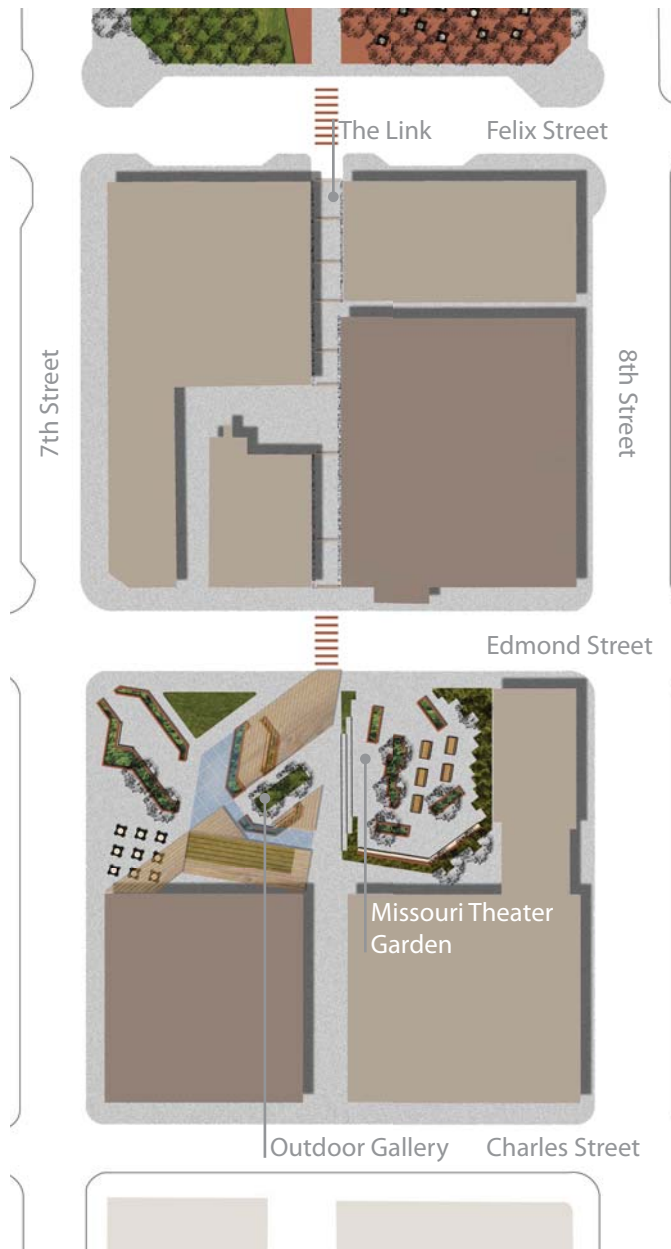 The Link
Felix Street
7th Street
8th Street
Edmond Street
Missouri Theater
Garden
Outdoor Gallery
Charles Street